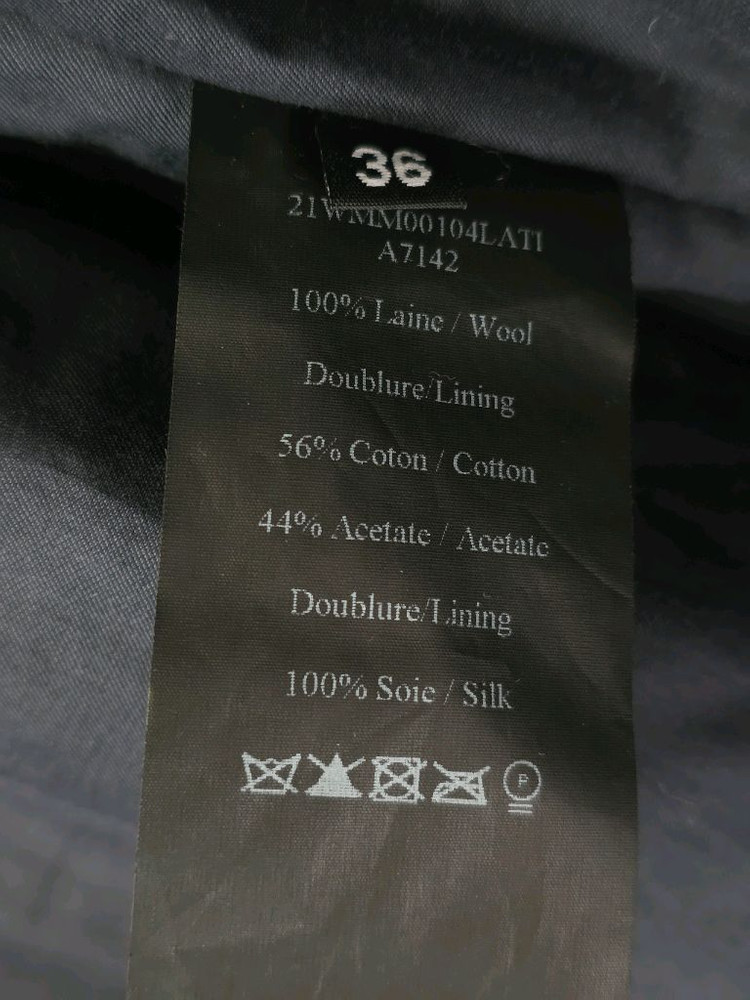 36
21WMM00104LATI
A7142
100% Laine / Wool
Doublure/Lining
56% Coton / Cotton
44% Acetate / Acetate
Doublure/Lining
100% Soie / Silk
P